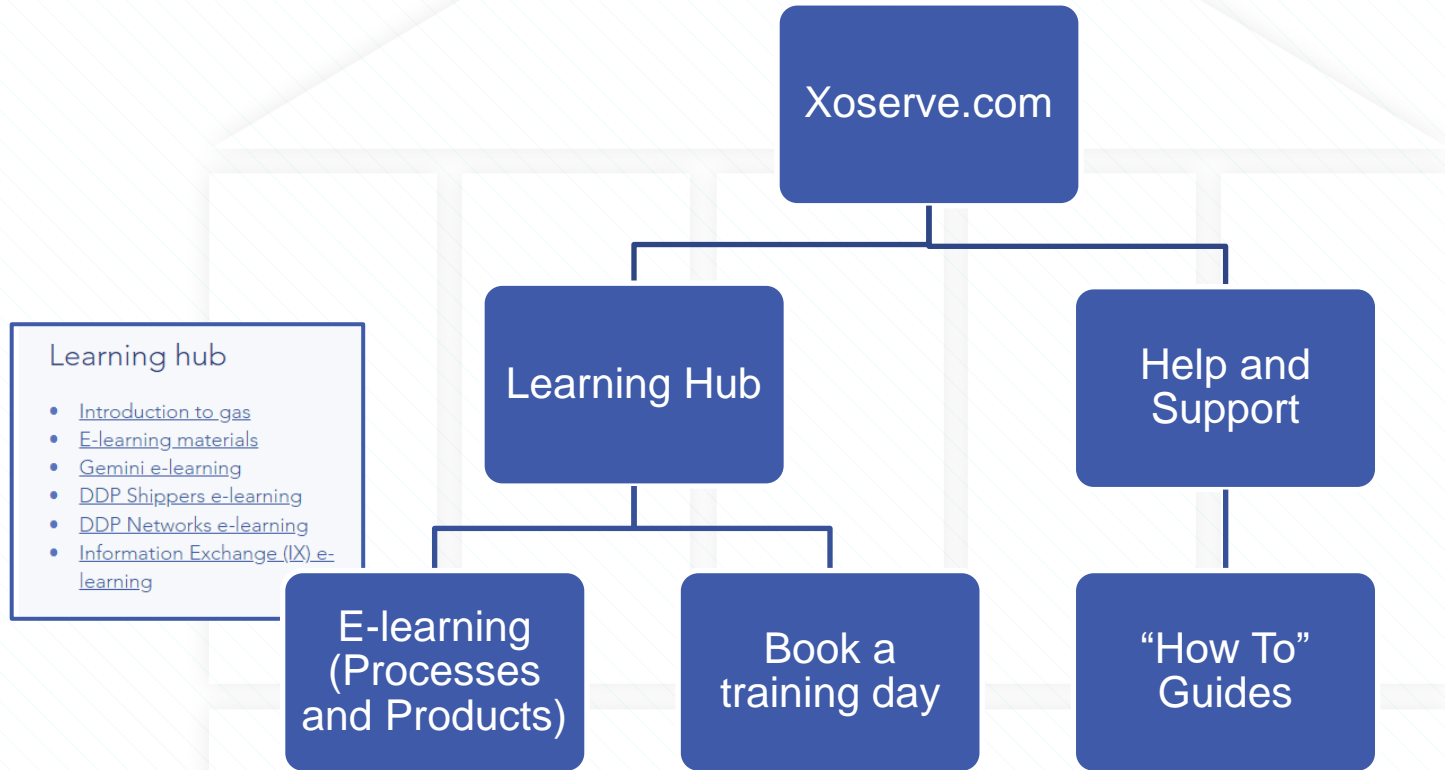 Xoserve.com
Learning Hub
Help and
Support
Learning hub
• Introduction to gas
• E-learning materials
• Gemini e-learning
• DDP Shippers e-learning
• DDP Networks e-learning
• Information Exchange (IX) e-
learning
E-learning
(Processes
and Products)
Book a
training day
“How To”
Guides